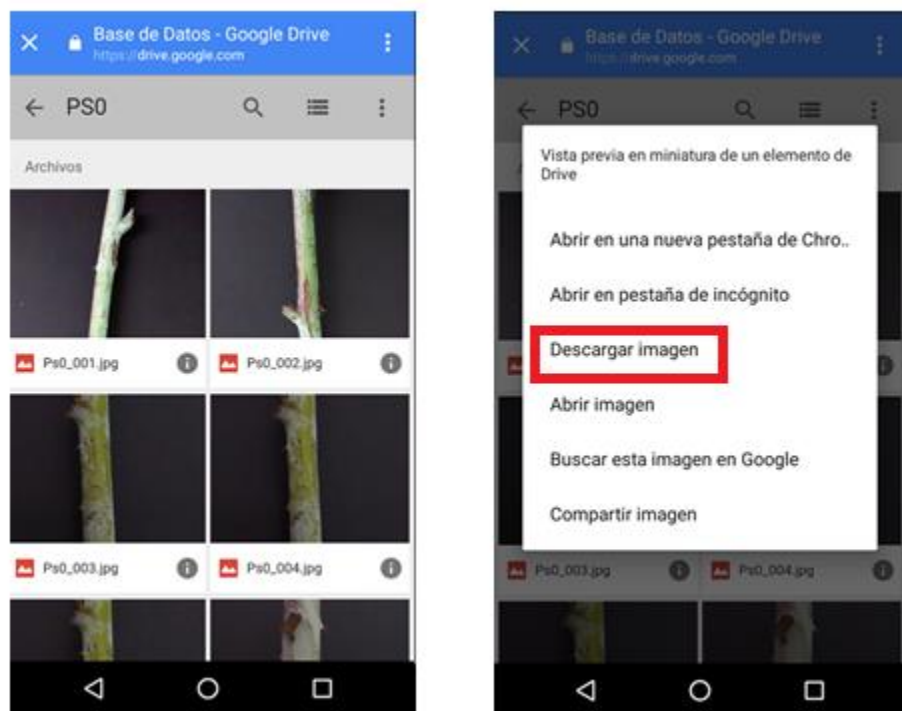 Base de Datos - Google Drive
https://drive.google.com
PS0
Archivos
Ps0_001.jpg
Ps0_002.jpg
Ps0_003.jpg
Ps0_004.jpg
Base de Datos - Google Drive
https://drive.google.com
PS0
Vista previa en miniatura de un elemento de
Drive
Abrir en una nueva pestaña de Chro..
Abrir en pestaña de incógnito
Descargar imagen
Abrir imagen
Buscar esta imagen en Google
Compartir imagen
Ps0_003.jpg
Ps0_004.jpg